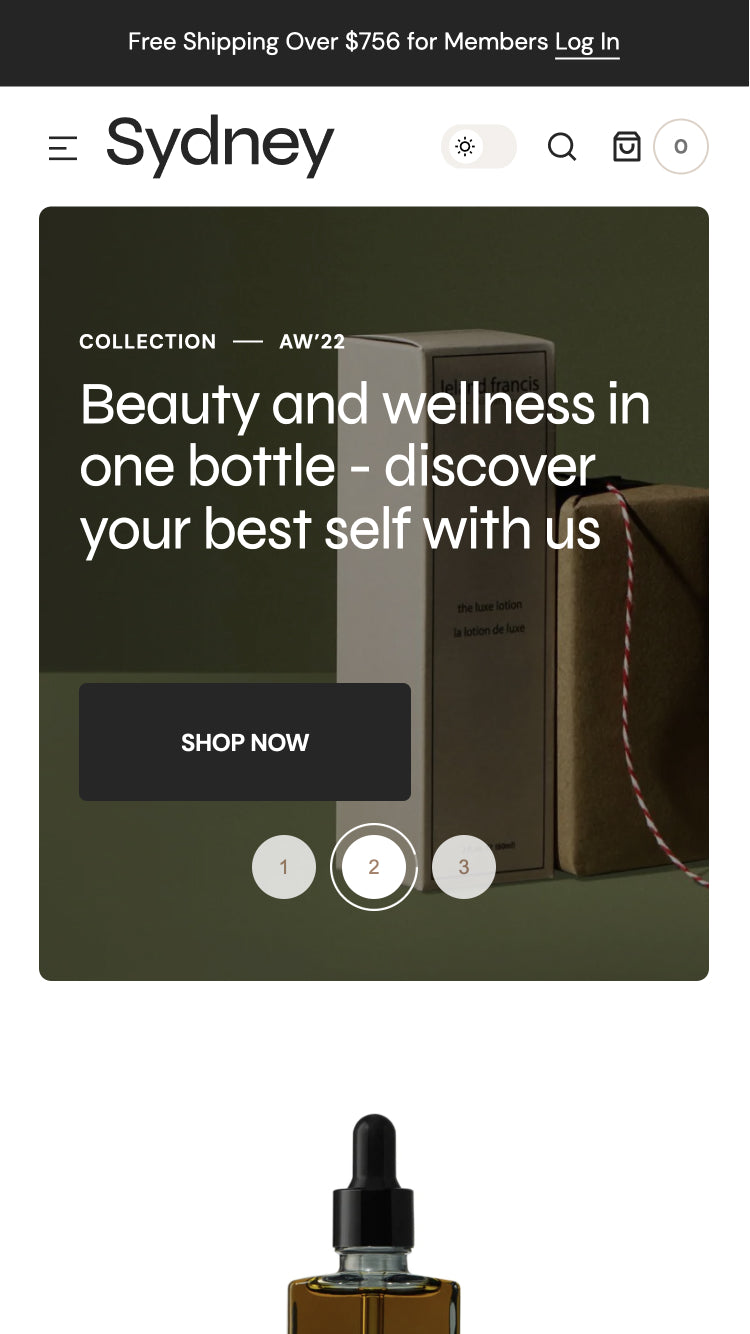 Free Shipping Over $756 for Members Log In
Sydney
0
COLLECTION — AW'22
leland francis
Beauty and wellness in
one bottle - discover
your best self with us
the luxe lotion
la lotion de luxe
SHOP NOW
1 2 3